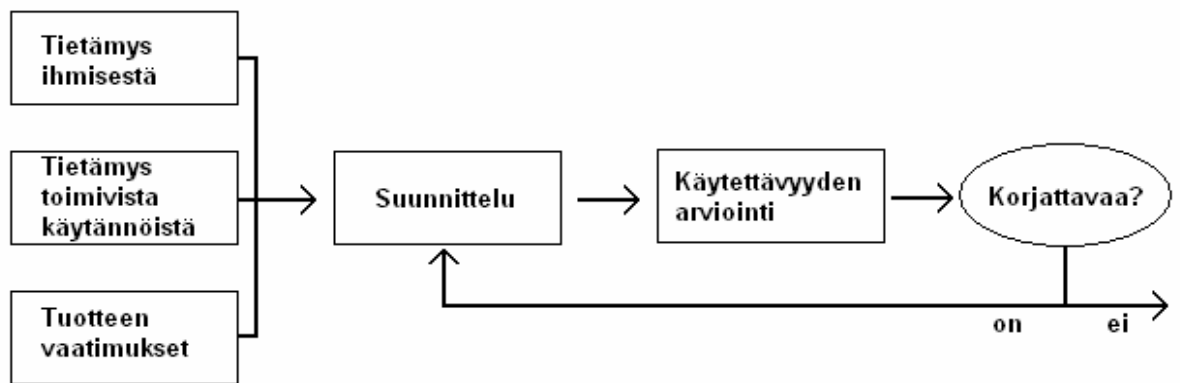 Tietämys
ihmisestä
Tietämys
toimivista
käytännöistä
Tuotteen
vaatimukset
Suunnittelu
Käytettävyyden
arviointi
Korjattavaa?
on
ei